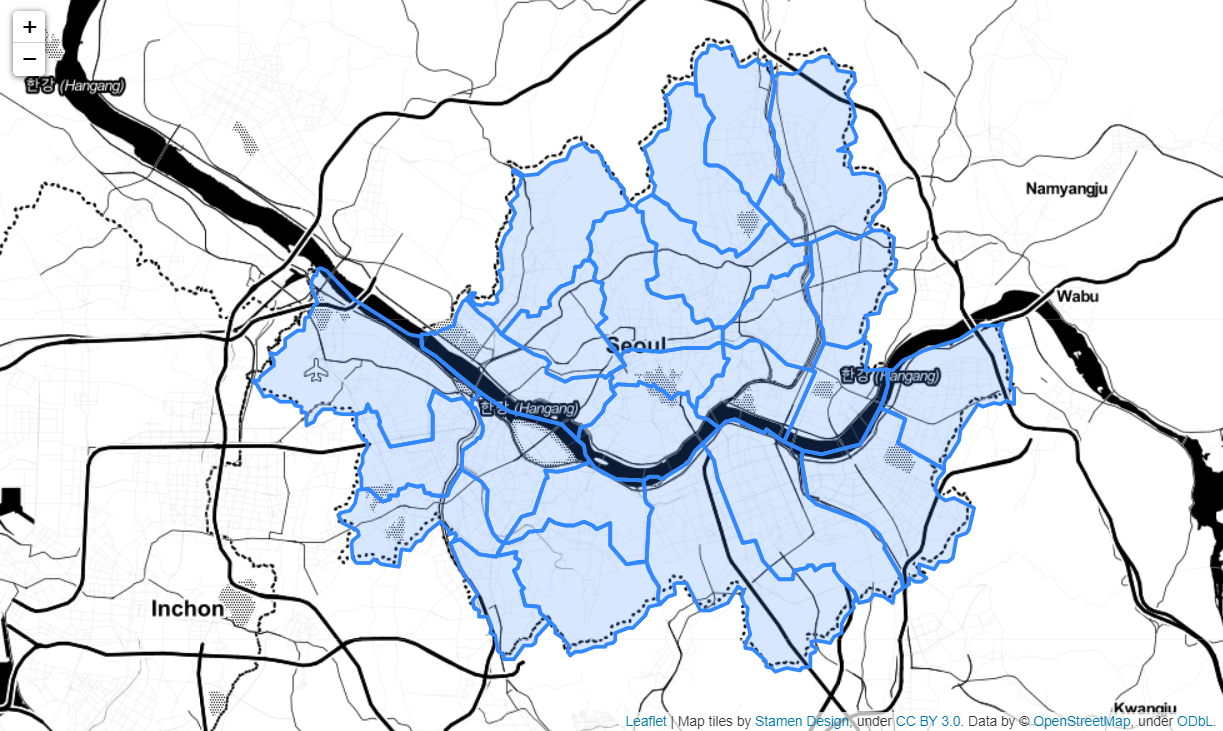 +
−
한강 (Hangang)
Namyangju
Wabu
Seoul
한강 (Hangang)
한강 (Hangang)
Inchon
Kwangju
Leaflet | Map tiles by Stamen Design, under CC BY 3.0. Data by © OpenStreetMap, under ODbL.